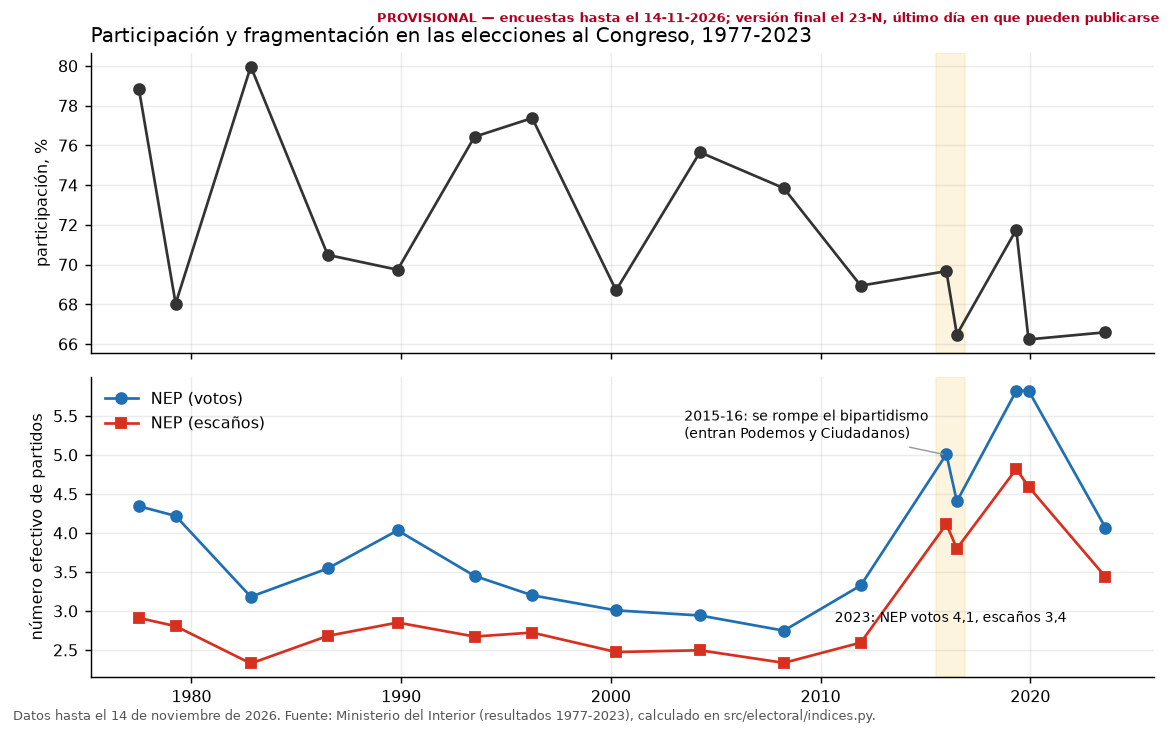 PROVISIONAL — encuestas hasta el 14-11-2026; versión final el 23-N, último día en que pueden publicarse
Participación y fragmentación en las elecciones al Congreso, 1977-2023
participación, %
80
78
76
74
72
70
68
66
número efectivo de partidos
5.5
5.0
4.5
4.0
3.5
3.0
2.5
NEP (votos)
NEP (escaños)
2015-16: se rompe el bipartidismo
(entran Podemos y Ciudadanos)
2023: NEP votos 4,1, escaños 3,4
1980
1990
2000
2010
2020
Datos hasta el 14 de noviembre de 2026. Fuente: Ministerio del Interior (resultados 1977-2023), calculado en src/electoral/indices.py.